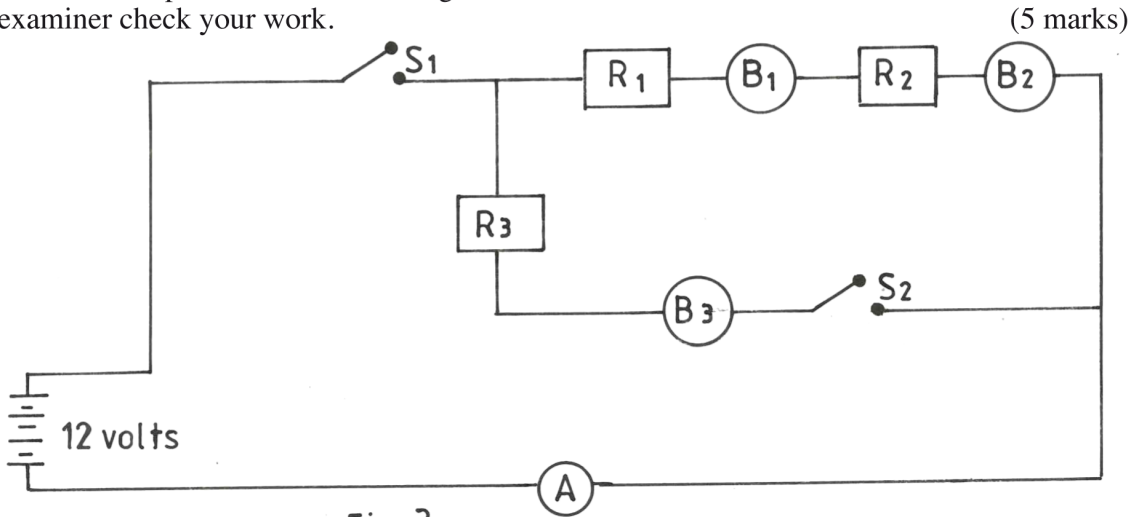 examiner check your work. (5 marks)
S1
R1 B1 R2 B2
R3
B3 S2
12 volts
A